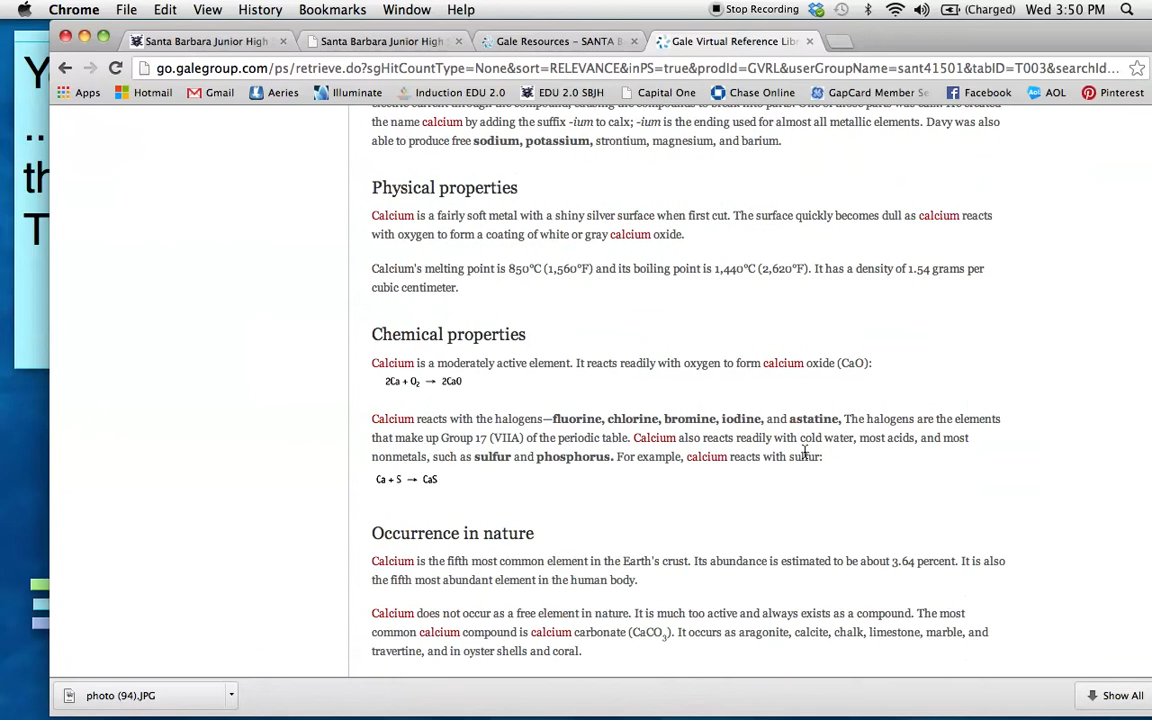 Chrome File Edit View History Bookmarks Window Help Stop Recording (Charged) Wed 3:50 PM
Santa Barbara Junior High Santa Barbara Junior High Gale Resources – SANTA B Gale Virtual Reference Libr
go.galegroup.com/ps/retrieve.do?sgHitCountType=None&sort=RELEVANCE&inPS=true&prodId=GVRL&userGroupName=sant41501&tabID=T003&searchId...
Apps Hotmail Gmail Aeries Illuminate Induction EDU 2.0 EDU 2.0 SBJH Capital One Chase Online GapCard Member Se Facebook AOL Pinterest
the name calcium by adding the suffix -ium to calx; -ium is the ending used for almost all metallic elements. Davy was also
able to produce free sodium, potassium, strontium, magnesium, and barium.
Physical properties
Calcium is a fairly soft metal with a shiny silver surface when first cut. The surface quickly becomes dull as calcium reacts
with oxygen to form a coating of white or gray calcium oxide.
Calcium's melting point is 850°C (1,560°F) and its boiling point is 1,440°C (2,620°F). It has a density of 1.54 grams per
cubic centimeter.
Chemical properties
Calcium is a moderately active element. It reacts readily with oxygen to form calcium oxide (CaO):
2Ca + O₂ → 2CaO
Calcium reacts with the halogens—fluorine, chlorine, bromine, iodine, and astatine, The halogens are the elements
that make up Group 17 (VIIA) of the periodic table. Calcium also reacts readily with cold water, most acids, and most
nonmetals, such as sulfur and phosphorus. For example, calcium reacts with sulfur:
Ca + S → CaS
Occurrence in nature
Calcium is the fifth most common element in the Earth's crust. Its abundance is estimated to be about 3.64 percent. It is also
the fifth most abundant element in the human body.
Calcium does not occur as a free element in nature. It is much too active and always exists as a compound. The most
common calcium compound is calcium carbonate (CaCO₃). It occurs as aragonite, calcite, chalk, limestone, marble, and
travertine, and in oyster shells and coral.
photo (94).JPG Show All